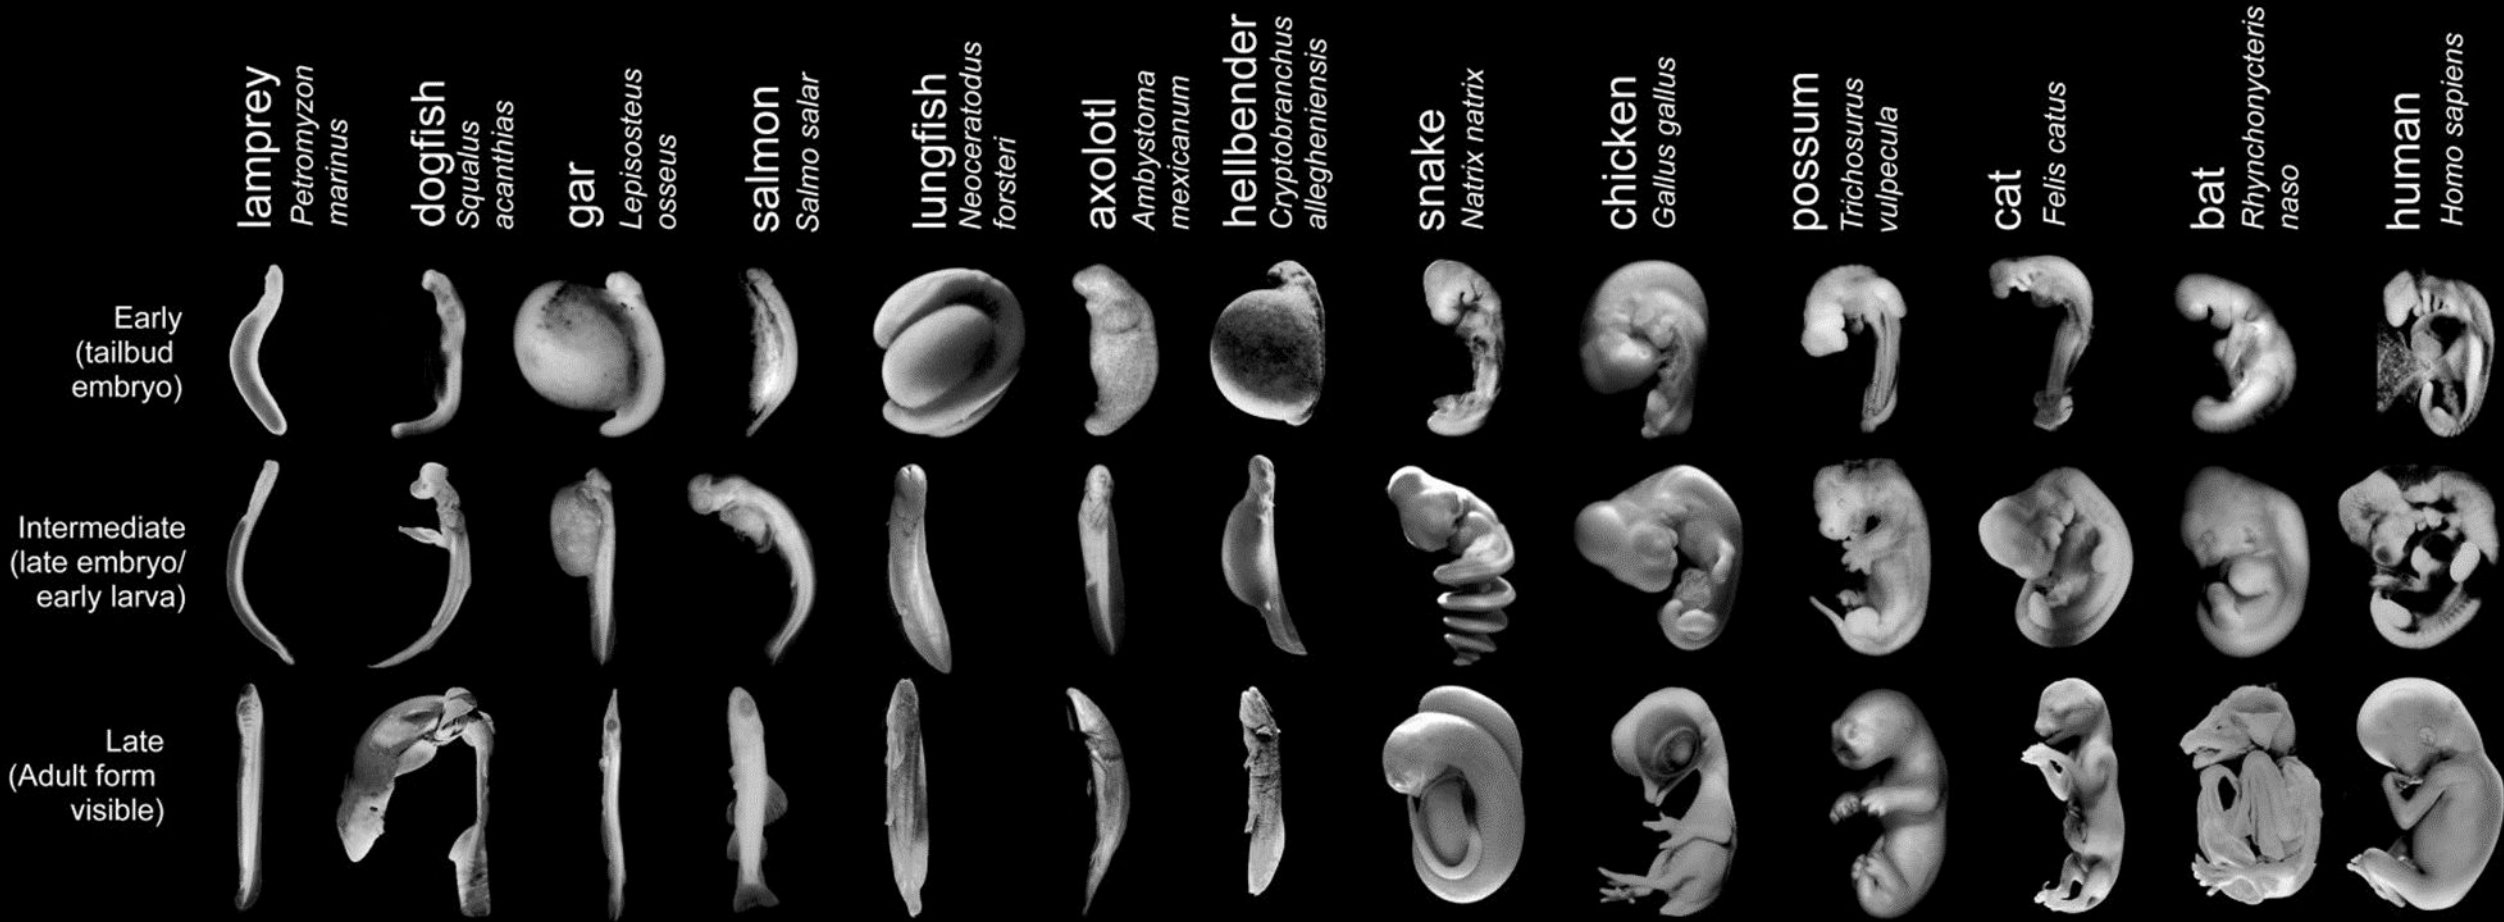 lamprey
Petromyzon
marinus
dogfish
Squalus
acanthias
gar
Lepisosteus
osseus
salmon
Salmo salar
lungfish
Neoceratodus
forsteri
axolotl
Ambystoma
mexicanum
hellbender
Cryptobranchus
allegheniensis
snake
Natrix natrix
chicken
Gallus gallus
possum
Trichosurus
vulpecula
cat
Felis catus
bat
Rhynchonycteris
naso
human
Homo sapiens
Early
(tailbud
embryo)
Intermediate
(late embryo/
early larva)
Late
(Adult form
visible)